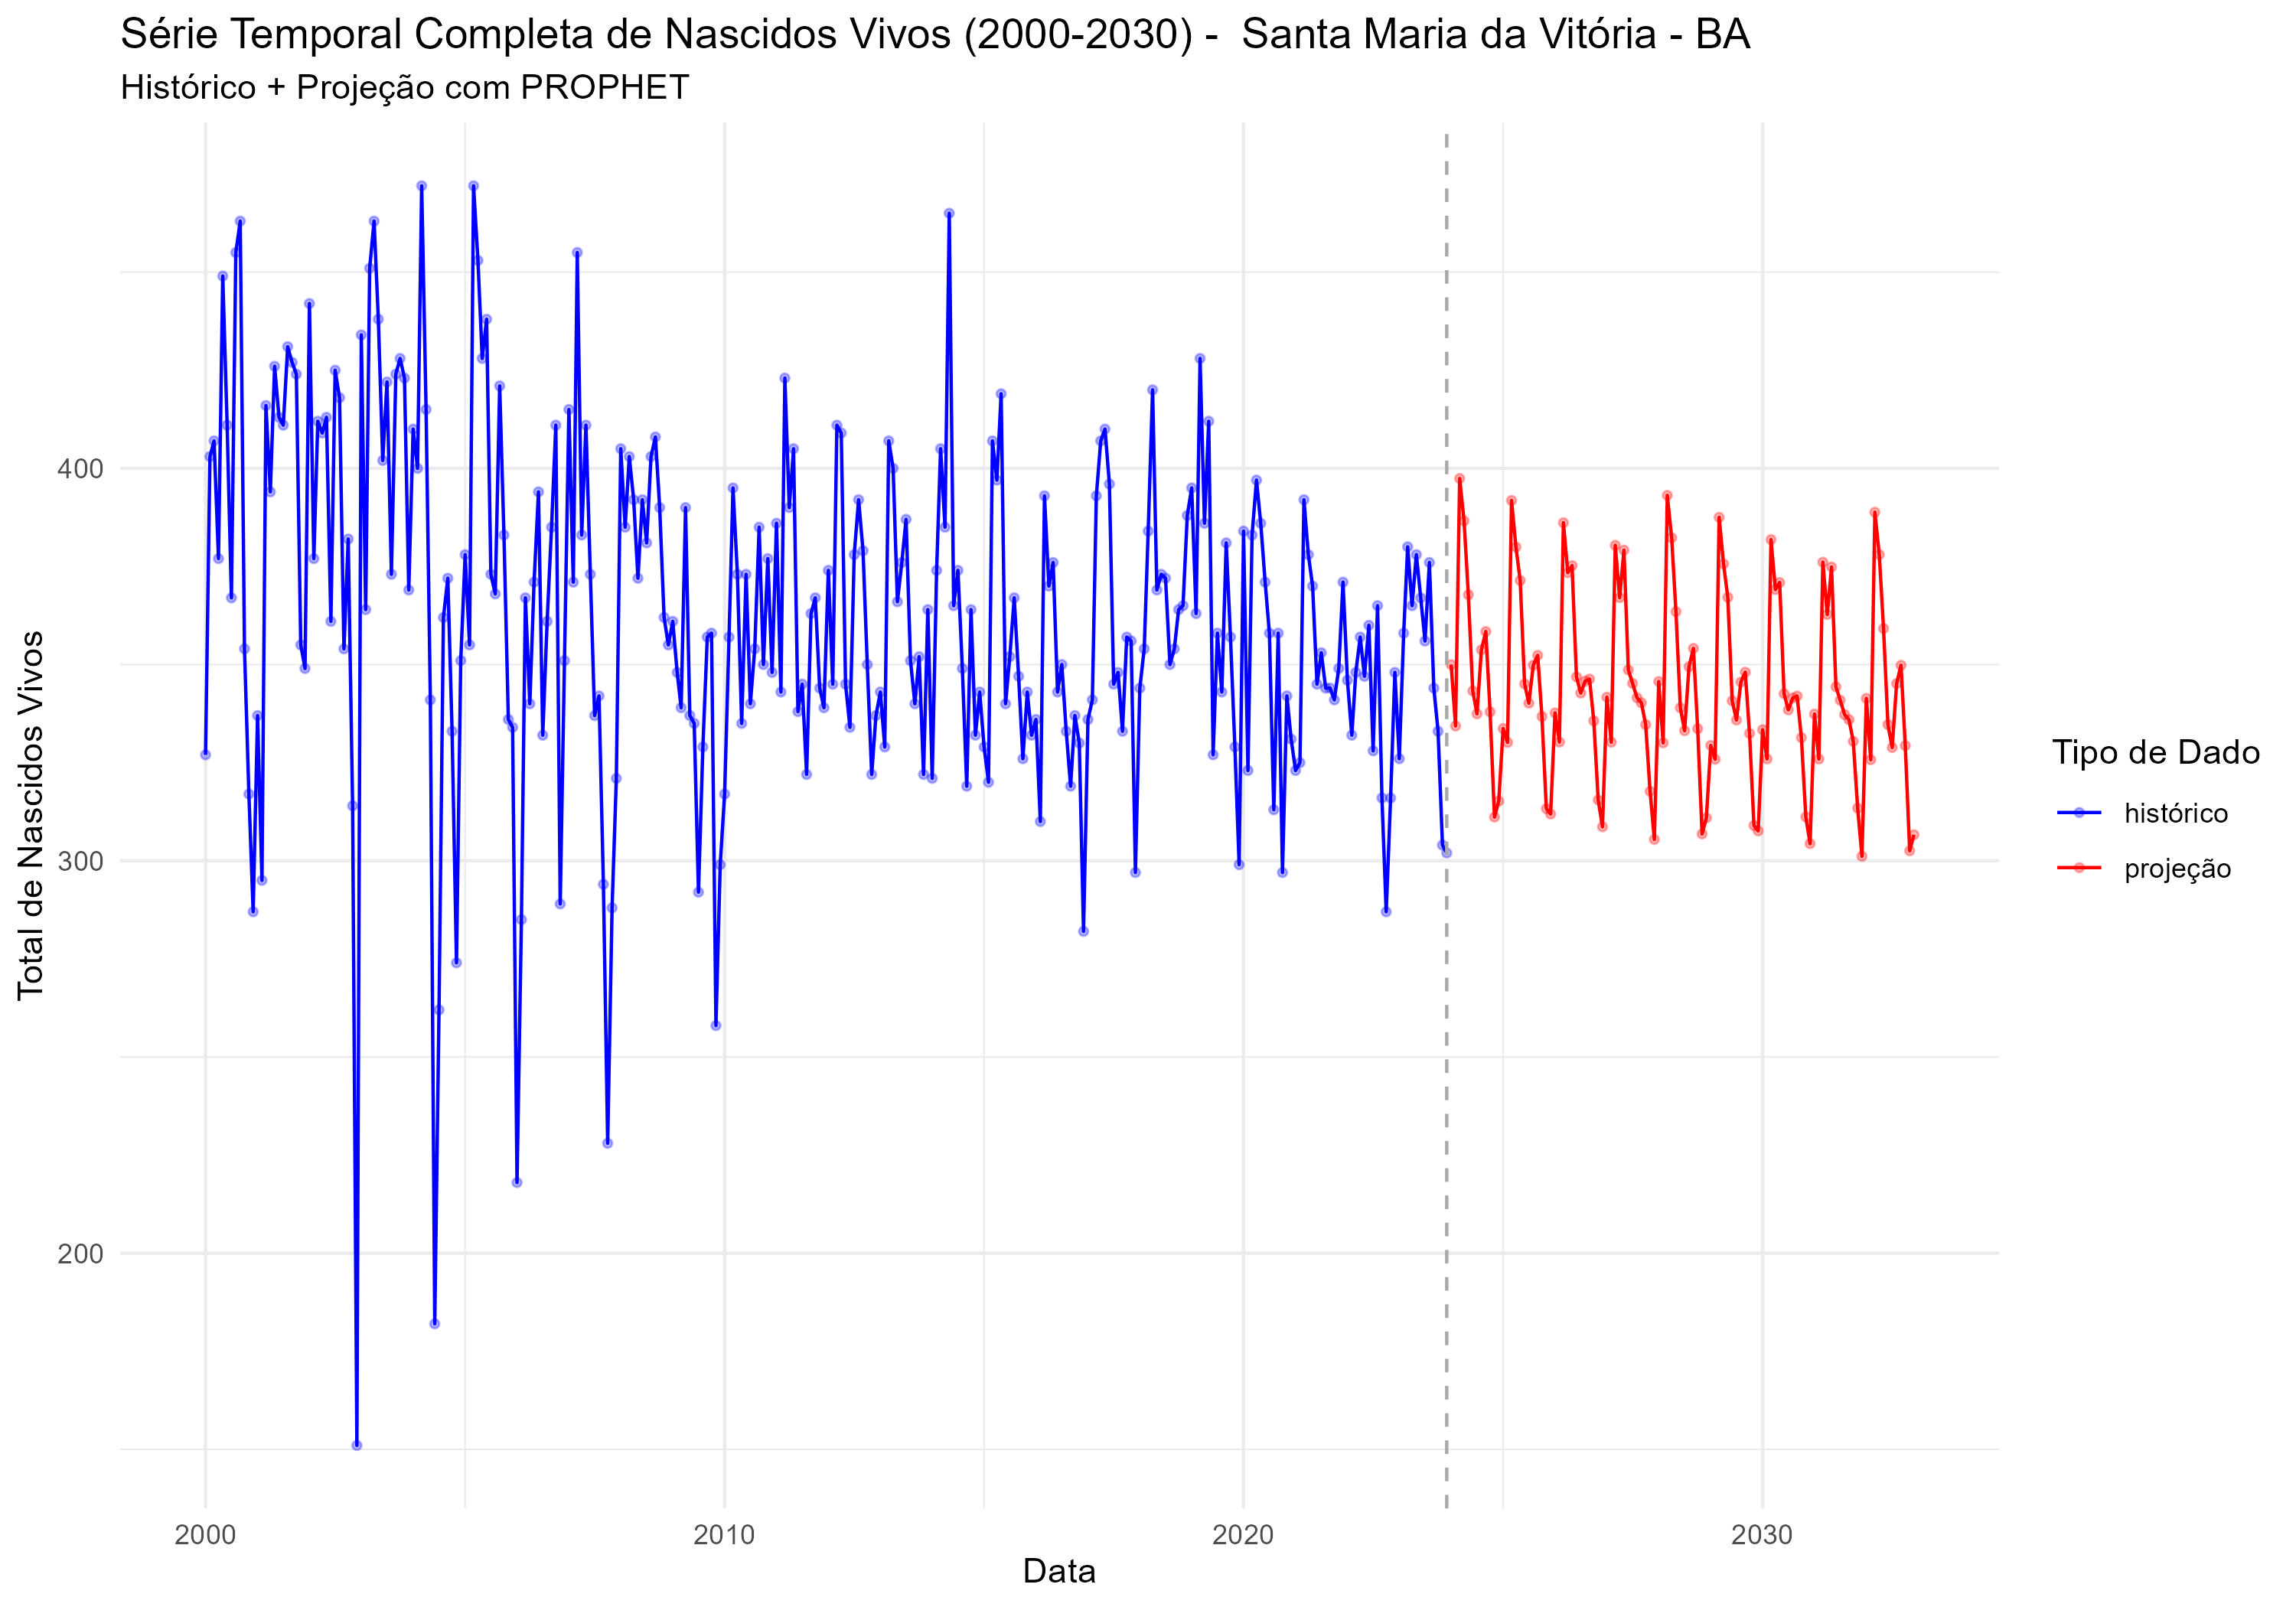 Série Temporal Completa de Nascidos Vivos (2000-2030) -  Santa Maria da Vitória - BA
Histórico + Projeção com PROPHET
Total de Nascidos Vivos
400
300
200
2000
2010
2020
2030
Data
Tipo de Dado
histórico
projeção